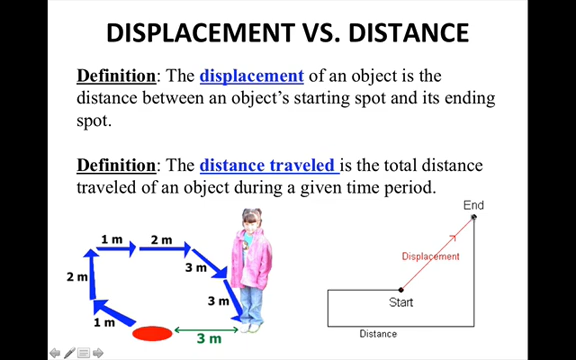 DISPLACEMENT VS. DISTANCE
Definition: The displacement of an object is the
distance between an object's starting spot and its ending
spot.
Definition: The distance traveled is the total distance
traveled of an object during a given time period.
1 m
2 m
3 m
2 m
3 m
1 m
3 m
End
Displacement
Start
Distance